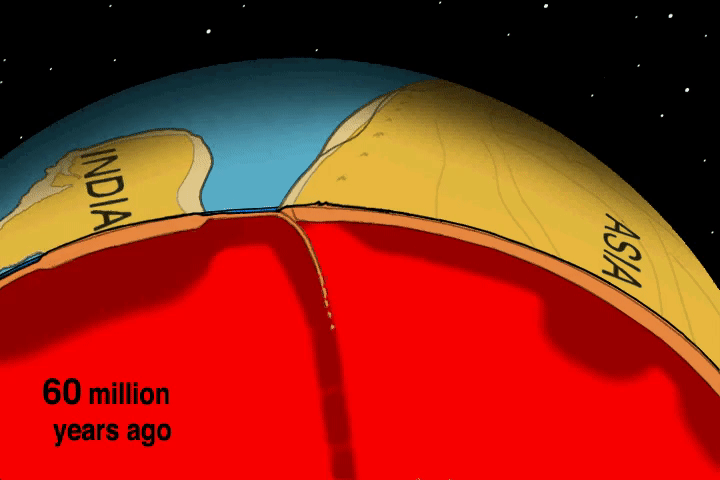 INDIA
ASIA
60 million
years ago